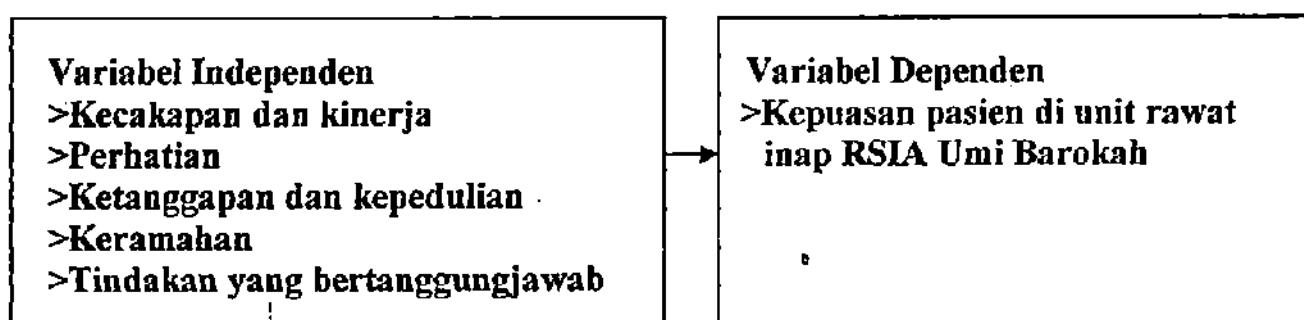 Variabel Independen
>Kecakapan dan kinerja
>Perhatian
>Ketanggapan dan kepedulian
>Keramahan
>Tindakan yang bertanggungjawab
Variabel Dependen
>Kepuasan pasien di unit rawat
inap RSIA Umi Barokah